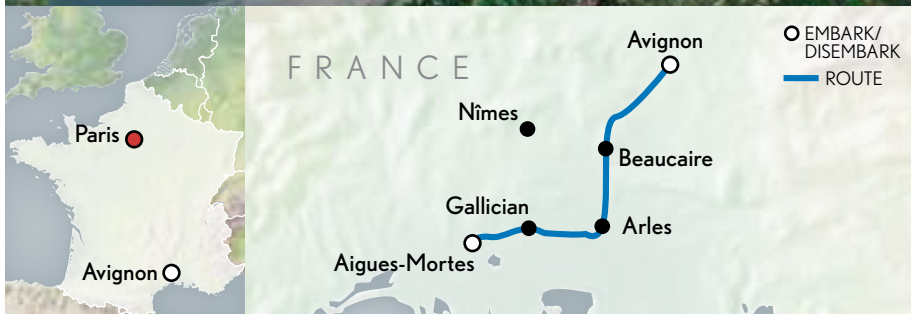 Paris
Avignon
FRANCE
Avignon
Nîmes
Beaucaire
Gallician
Arles
Aigues-Mortes
EMBARK/
DISEMBARK
ROUTE